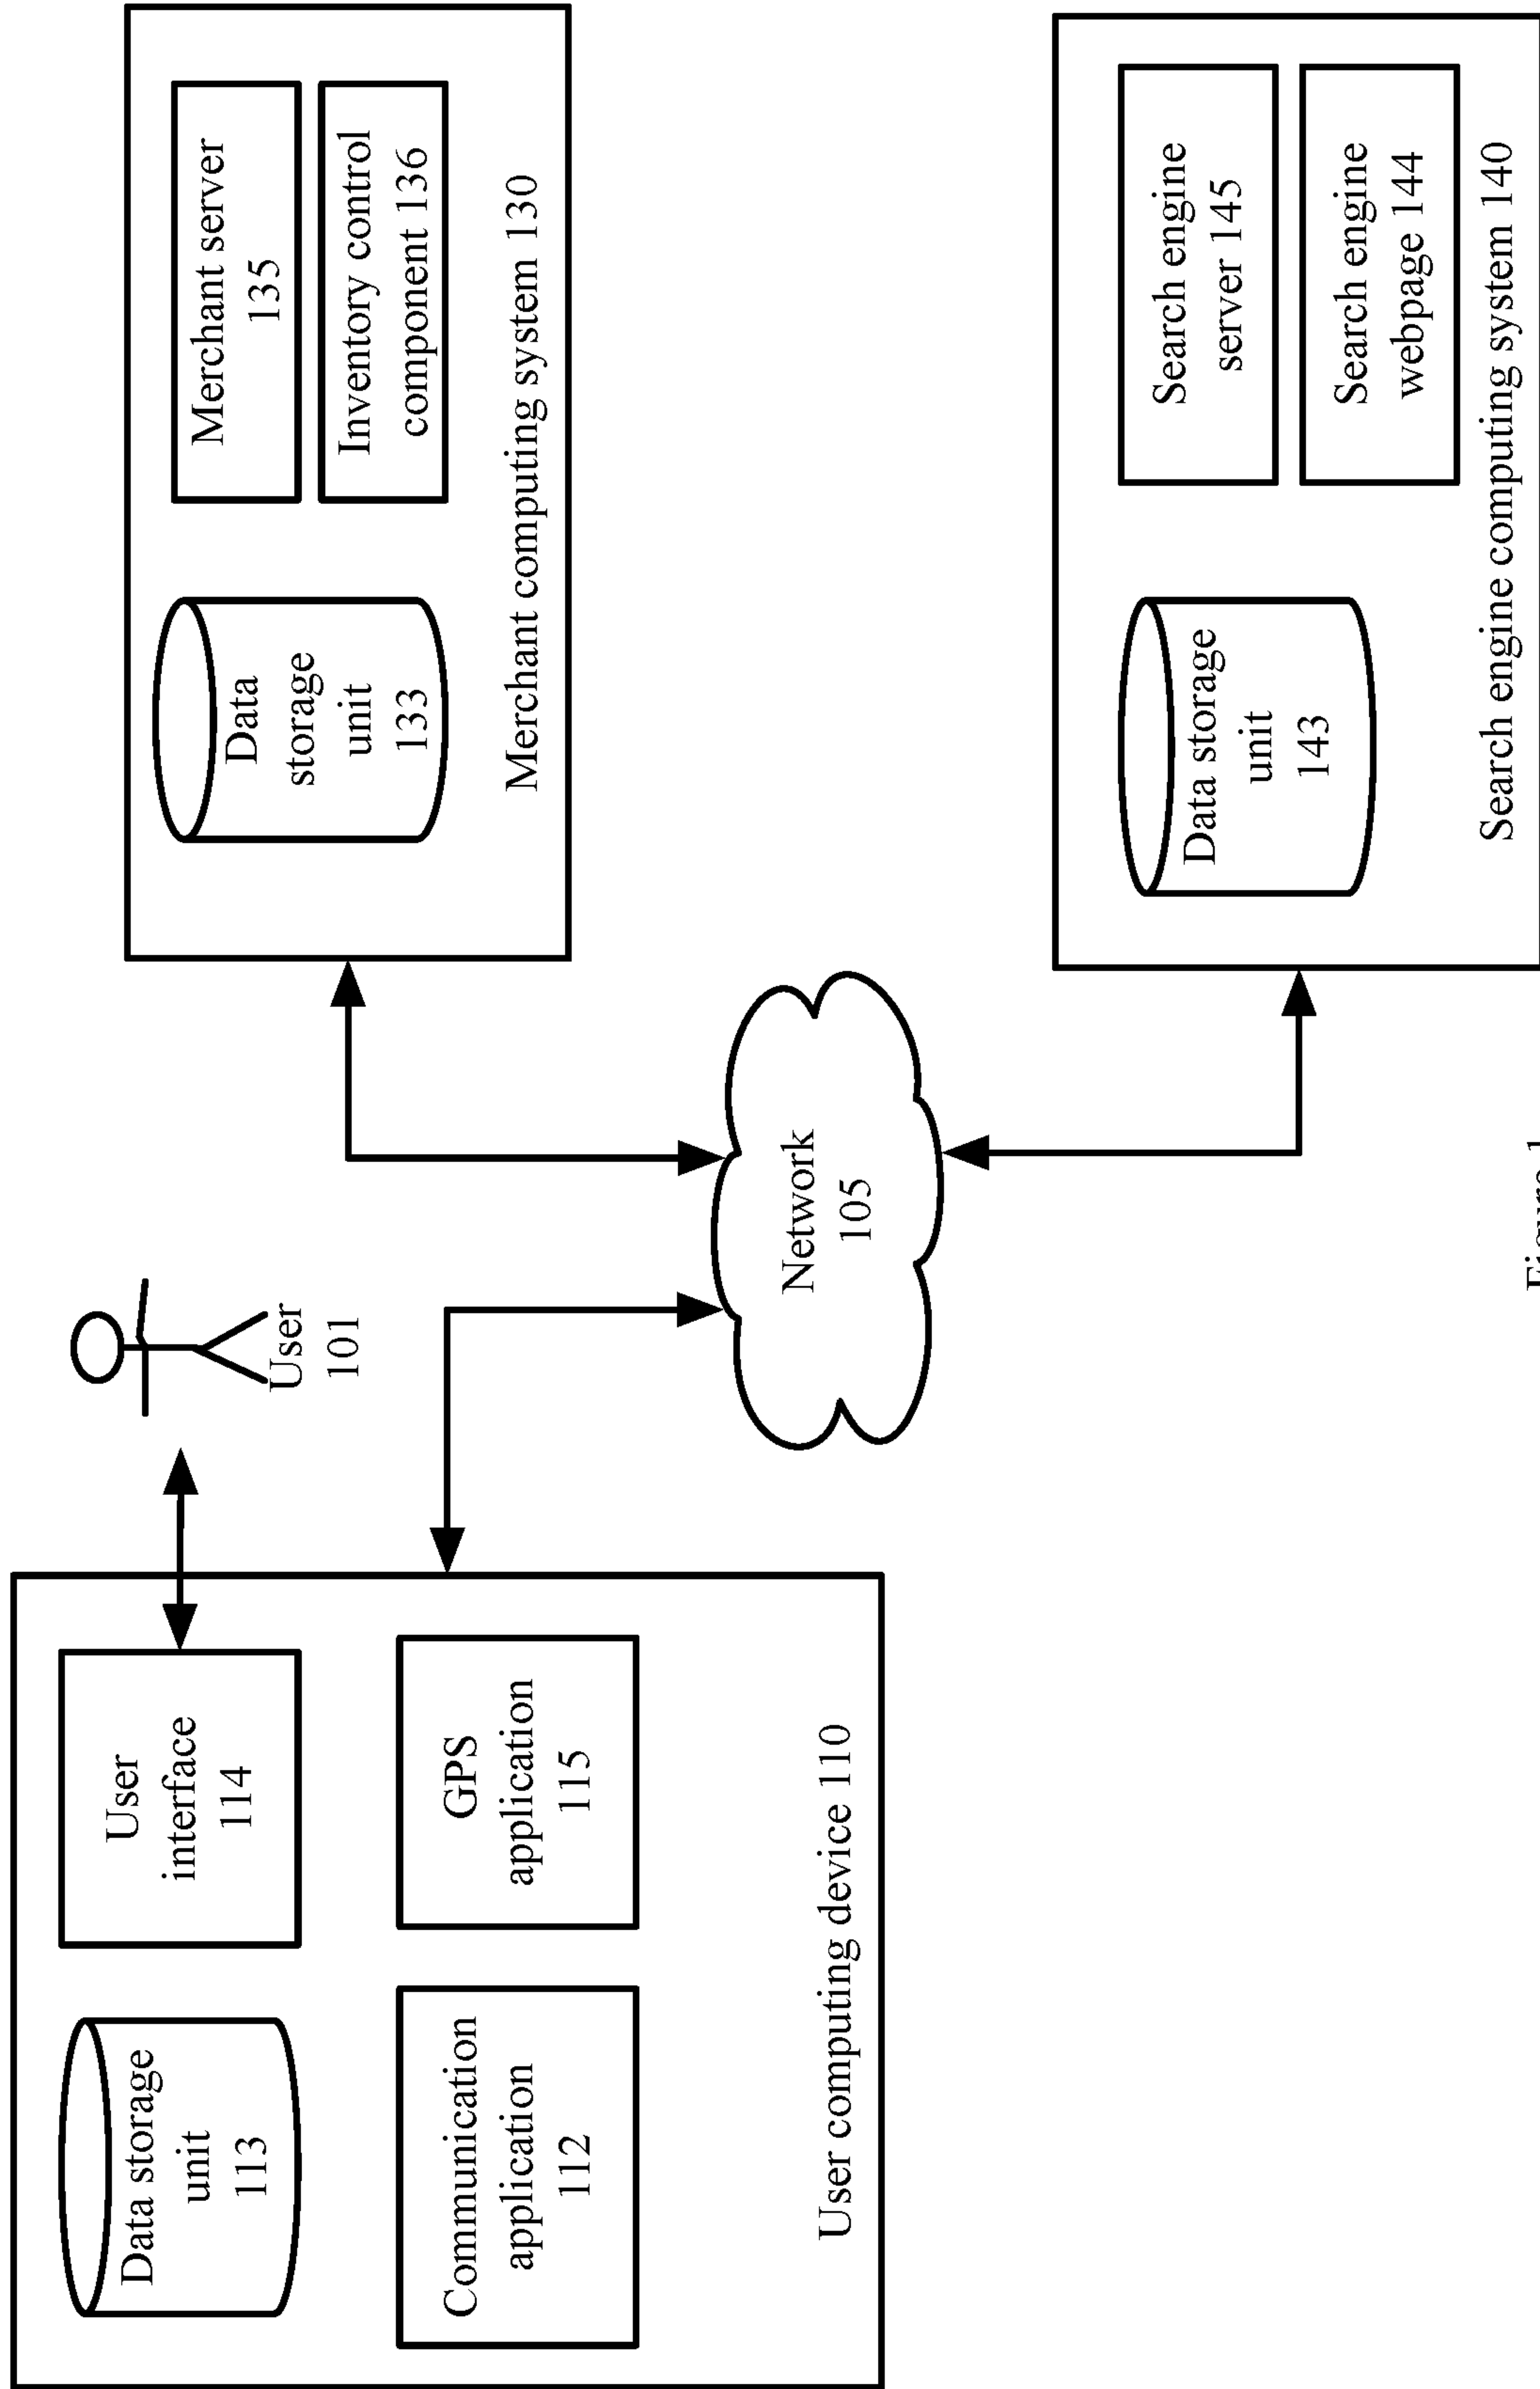 Data storage
unit
113
User
interface
114
Communication
application
112
GPS
application
115
User computing device 110
User
101
Network
105
Data
storage
unit
133
Merchant server
135
Inventory control
component 136
Merchant computing system 130
Data storage
unit
143
Search engine
server 145
Search engine
webpage 144
Search engine computing system 140
Figure 1